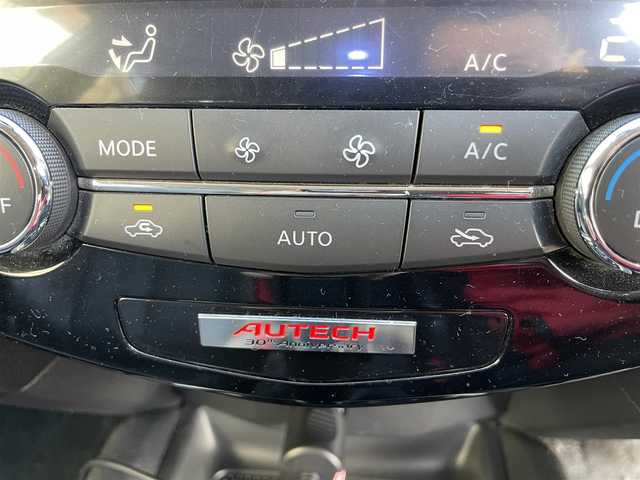 A/C
MODE
A/C
AUTO
AUTECH
30TH ANNIVERSARY